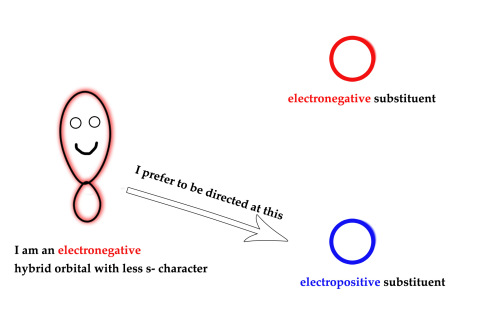 electronegative substituent
I prefer to be directed at this
I am an electronegative
hybrid orbital with less s- character
electropositive substituent